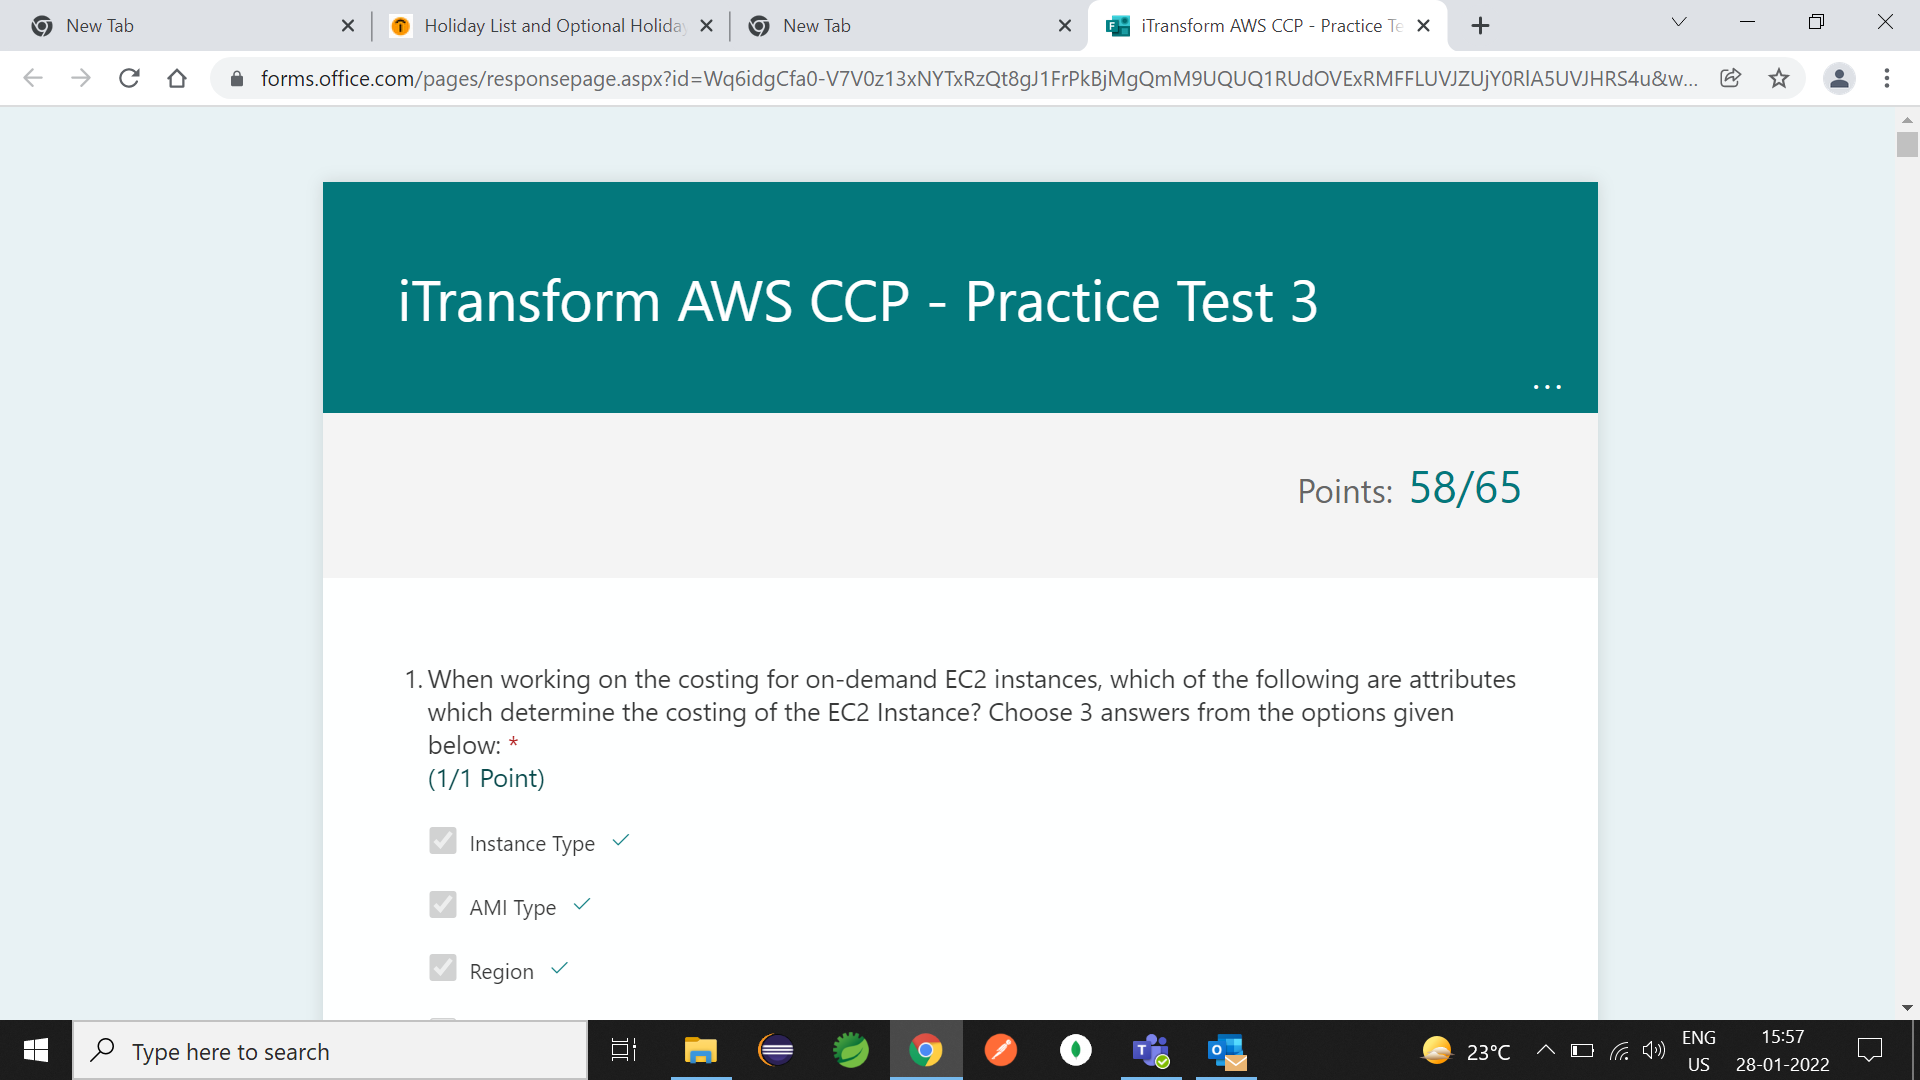 New Tab
Holiday List and Optional Holiday
New Tab
iTransform AWS CCP - Practice Te
forms.office.com/pages/responsepage.aspx?id=Wq6idgCfa0-V7V0z13xNYTxRzQt8gJ1FrPkBjMgQmM9UQUQ1RUdOVExRMFFLUVJZUjY0RlA5UVJHRS4u&w...
iTransform AWS CCP - Practice Test 3
...
Points: 58/65
1. When working on the costing for on-demand EC2 instances, which of the following are attributes
which determine the costing of the EC2 Instance? Choose 3 answers from the options given
below: *
(1/1 Point)
Instance Type
AMI Type
Region
Type here to search
23°C
ENG
US
15:57
28-01-2022